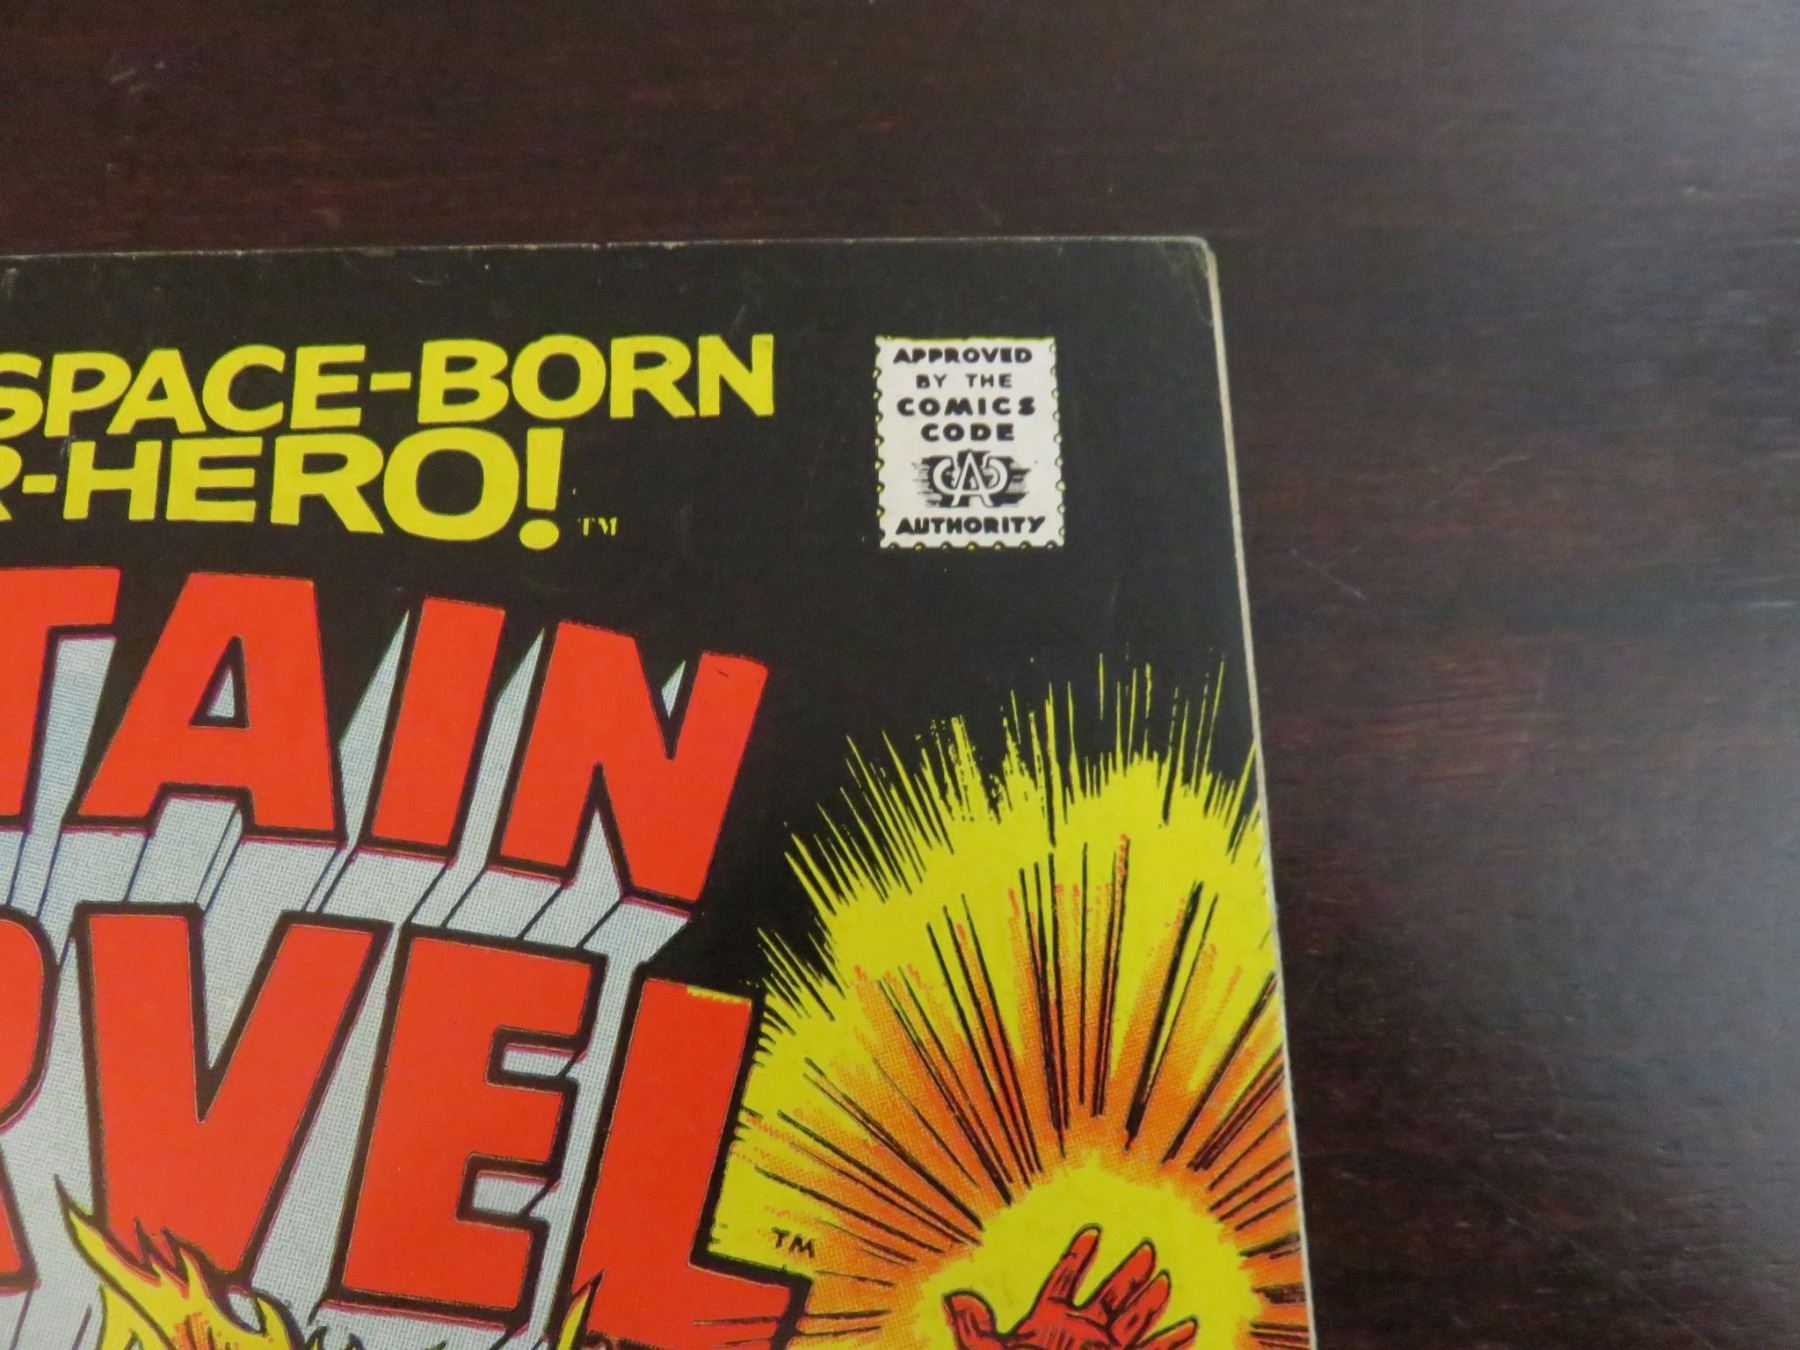 SPACE-BORN
R-HERO! TM
APPROVED
BY THE
COMICS
CODE
CA
AUTHORITY
TAIN
RVEL TM